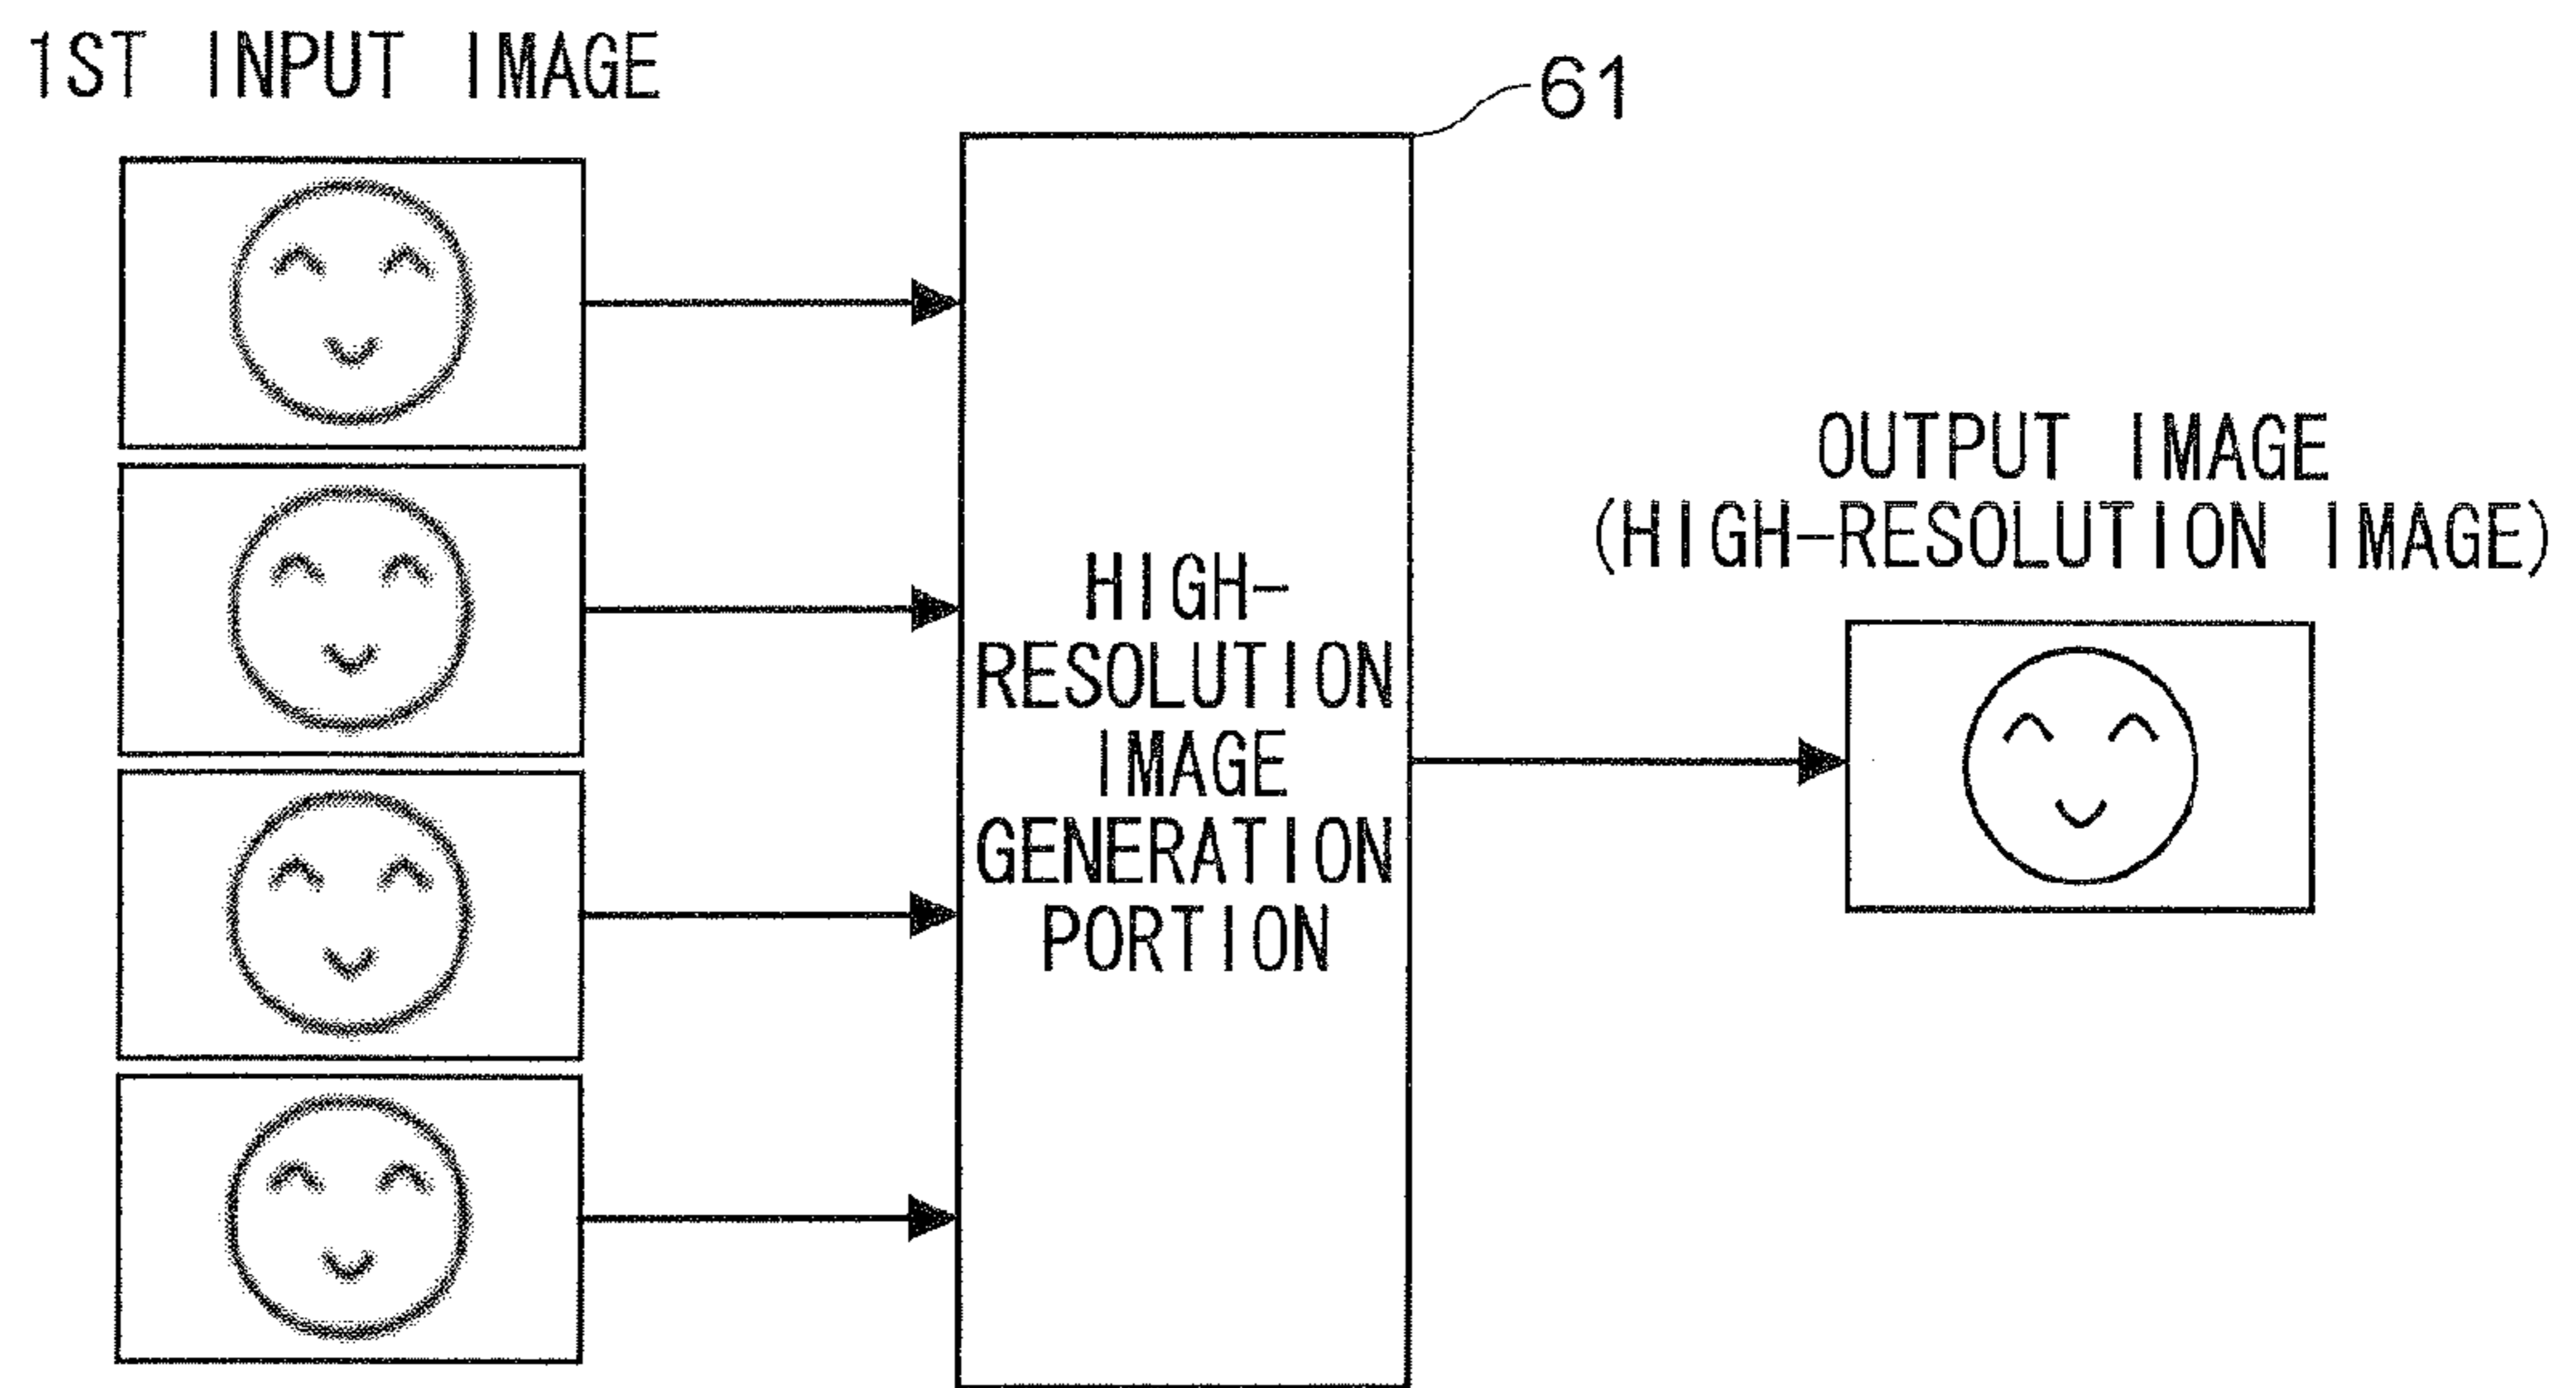 1ST INPUT IMAGE
61
HIGH-
RESOLUTION
IMAGE
GENERATION
PORTION
OUTPUT IMAGE
(HIGH-RESOLUTION IMAGE)